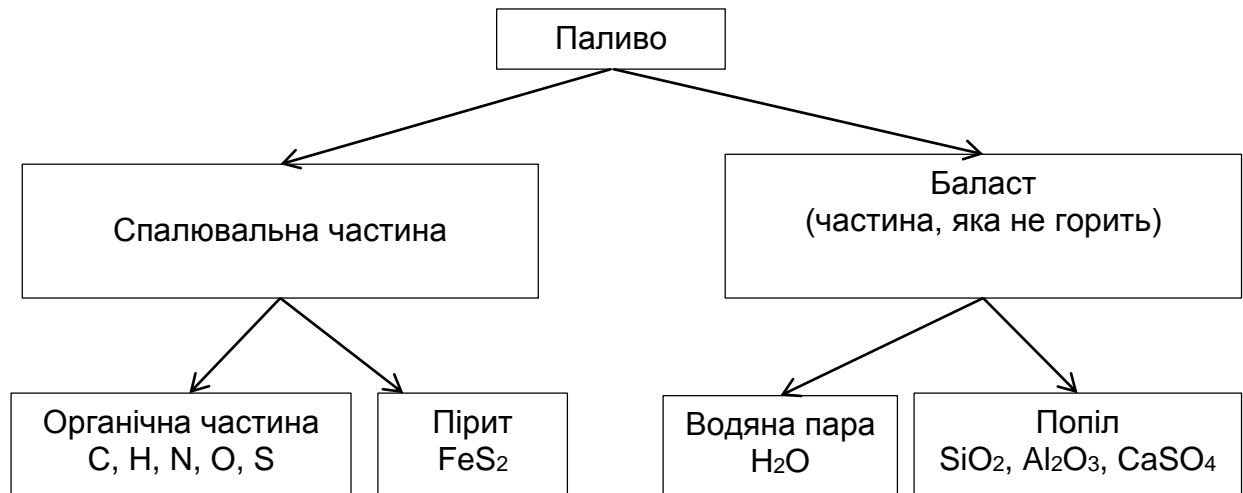 Паливо
Спалювальна частина
Баласт
(частина, яка не горить)
Органічна частина
C, H, N, O, S
Пірит
FeS2
Водяна пара
H2O
Попіл
SiO2, Al2O3, CaSO4